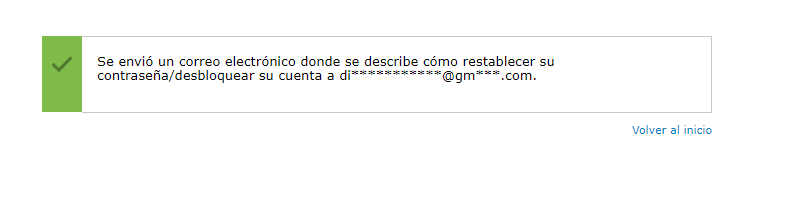 Se envió un correo electrónico donde se describe cómo restablecer su
contraseña/desbloquear su cuenta a di***********@gm***.com.
Volver al inicio